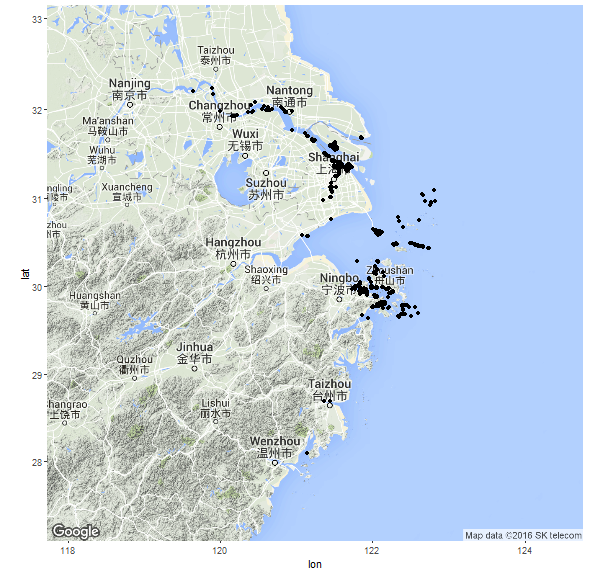 33
32
31
30
29
28
lat
Taizhou
泰州市
Nanjing
南京市
Nantong
南通市
Changzhou
常州市
Ma'anshan
马鞍山市
Wuxi
无锡市
Wuhu
芜湖市
Shanghai
上海
Xuancheng
宣城市
Suzhou
苏州市
Hangzhou
杭州市
Shaoxing
绍兴市
Ningbo
宁波市
Zhoushan
舟山市
Huangshan
黄山市
Jinhua
金华市
Quzhou
衢州市
Taizhou
台州市
Lishui
丽水市
上饶市
Wenzhou
温州市
Google
Map data ©2016 SK telecom
118
120
122
124
lon